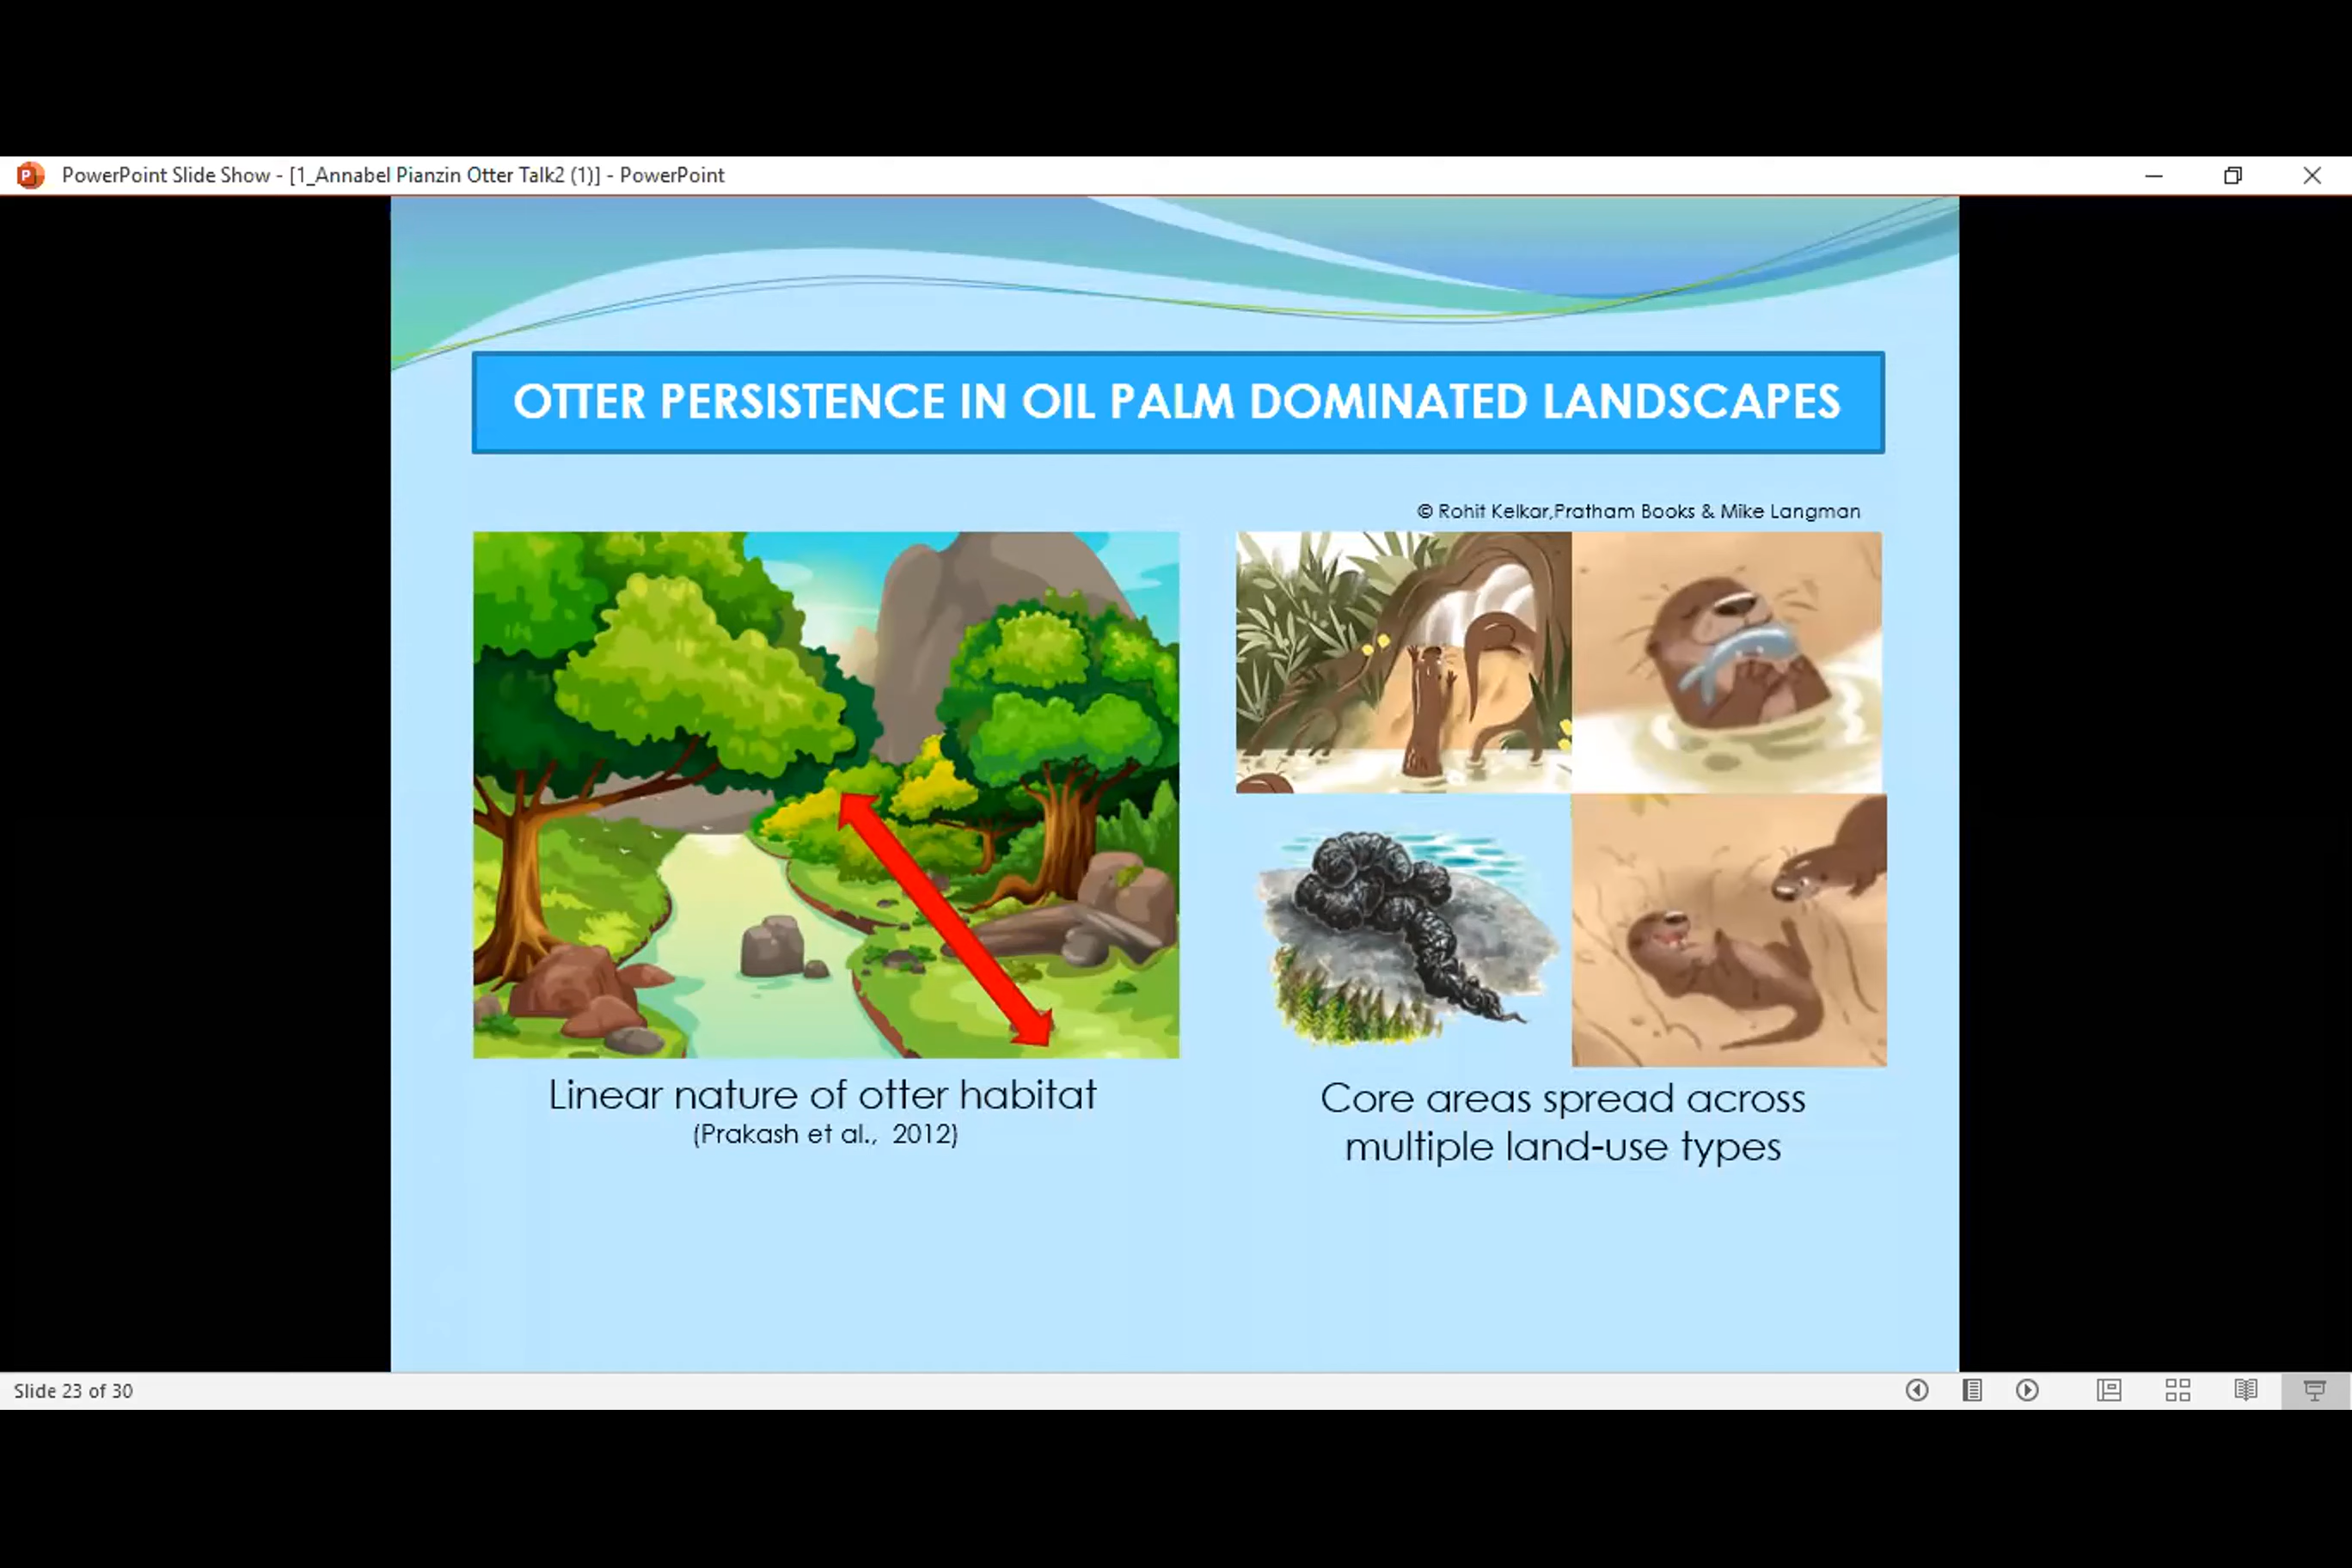 PowerPoint Slide Show - [1_Annabel Pianzin Otter Talk2 (1)] - PowerPoint
OTTER PERSISTENCE IN OIL PALM DOMINATED LANDSCAPES
© Rohit Kelkar,Pratham Books & Mike Langman
Linear nature of otter habitat
(Prakash et al., 2012)
Core areas spread across
multiple land-use types
Slide 23 of 30